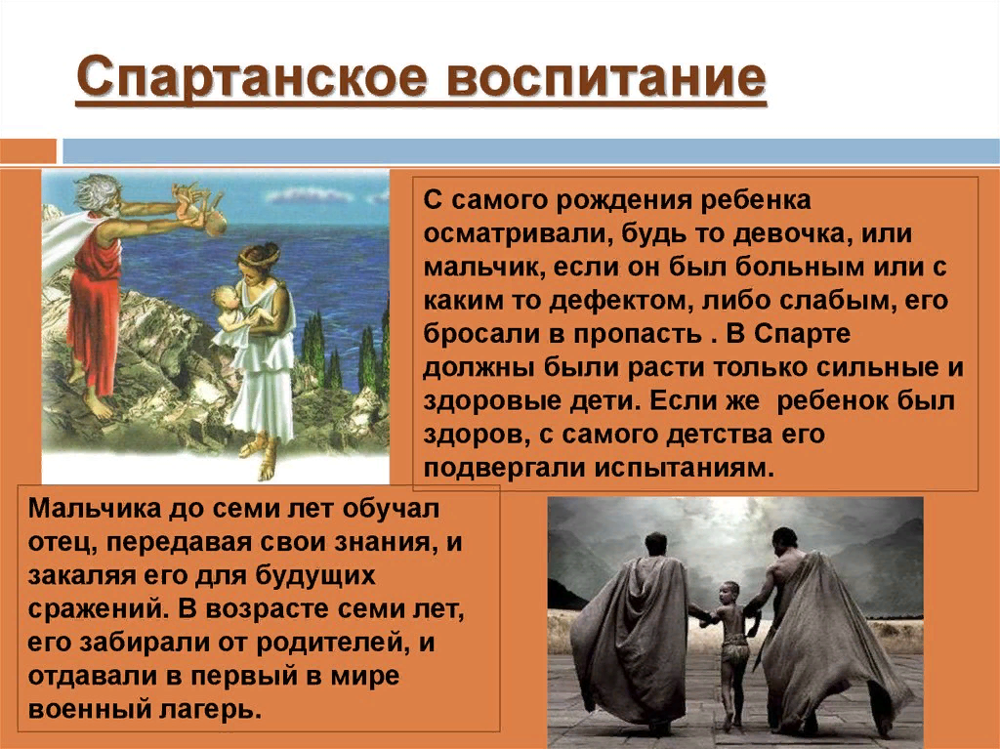 Спартанское воспитание
С самого рождения ребенка
осматривали, будь то девочка, или
мальчик, если он был больным или с
каким то дефектом, либо слабым, его
бросали в пропасть . В Спарте
должны были расти только сильные и
здоровые дети. Если же  ребенок был
здоров, с самого детства его
подвергали испытаниям.
Мальчика до семи лет обучал
отец, передавая свои знания, и
закаляя его для будущих
сражений. В возрасте семи лет,
его забирали от родителей, и
отдавали в первый в мире
военный лагерь.